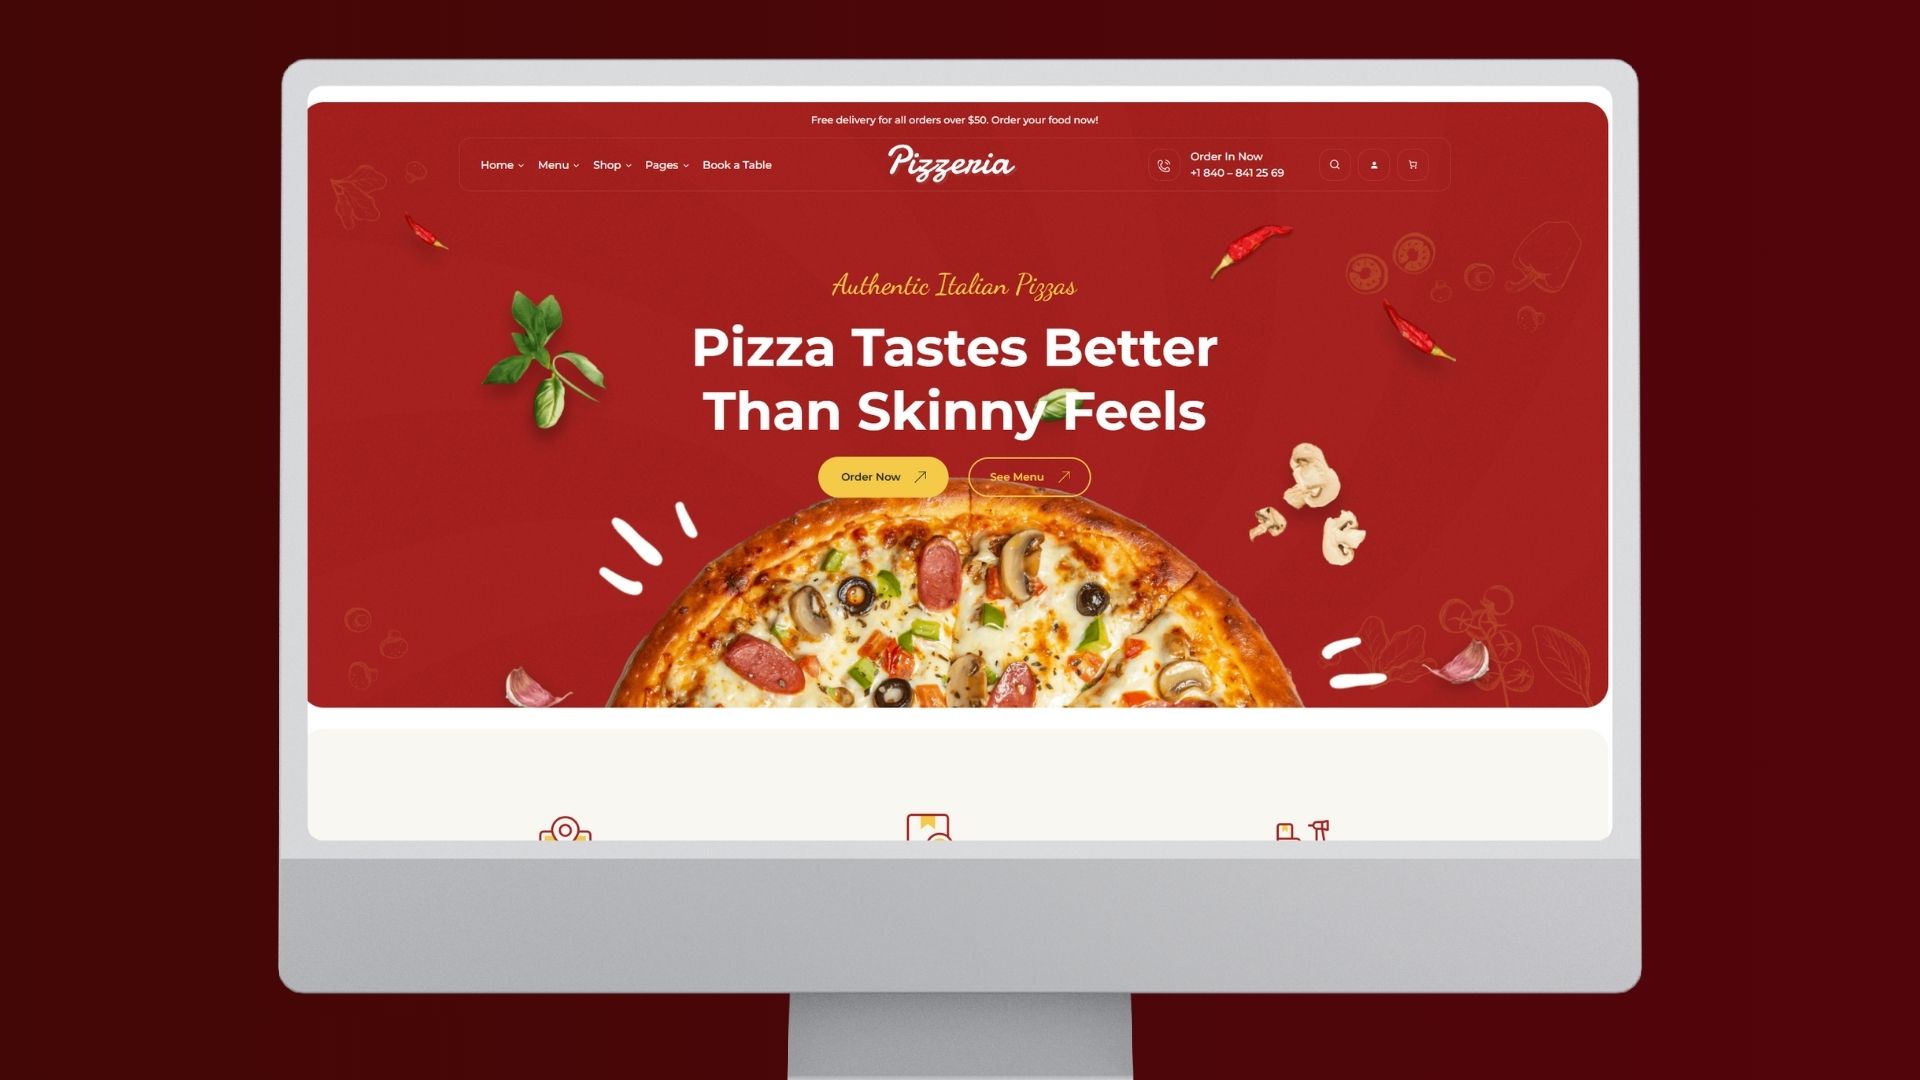 Free delivery for all orders over $50. Order your food now!
Home Menu Shop Pages Book a Table
Pizzeria
Order In Now
+1 840 – 841 25 69
Authentic Italian Pizzas
Pizza Tastes Better
Than Skinny Feels
Order Now
See Menu